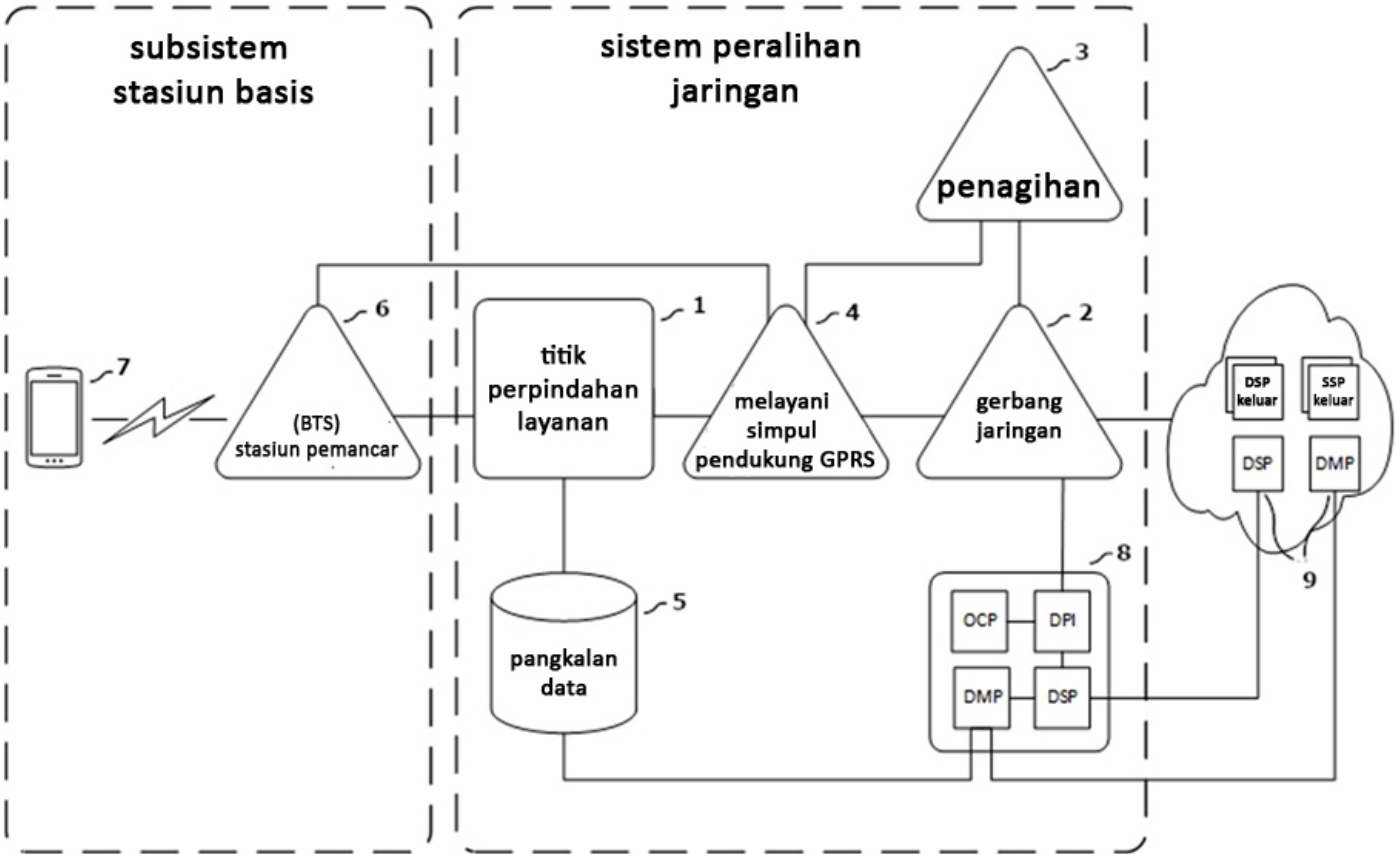 subsistem
stasiun basis
sistem peralihan
jaringan
3
penagihan
6
1
4
2
7
titik
perpindahan
layanan
(BTS)
stasiun pemancar
melayani
simpul
pendukung GPRS
gerbang
jaringan
DSP
keluar
SSP
keluar
DSP
DMP
9
8
5
pangkalan
data
OCP
DPI
DMP
DSP